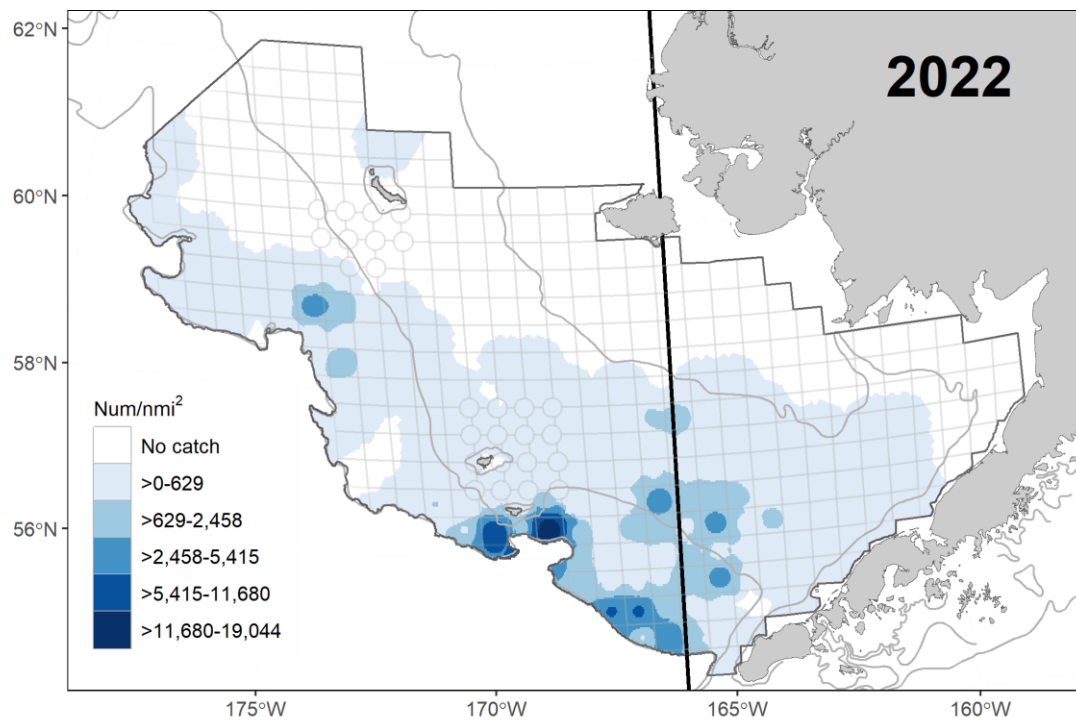 62°N
2022
60°N
58°N
Num/nmi²
No catch
>0-629
>629-2,458
56°N
>2,458-5,415
>5,415-11,680
>11,680-19,044
175°W
170°W
165°W
160°W